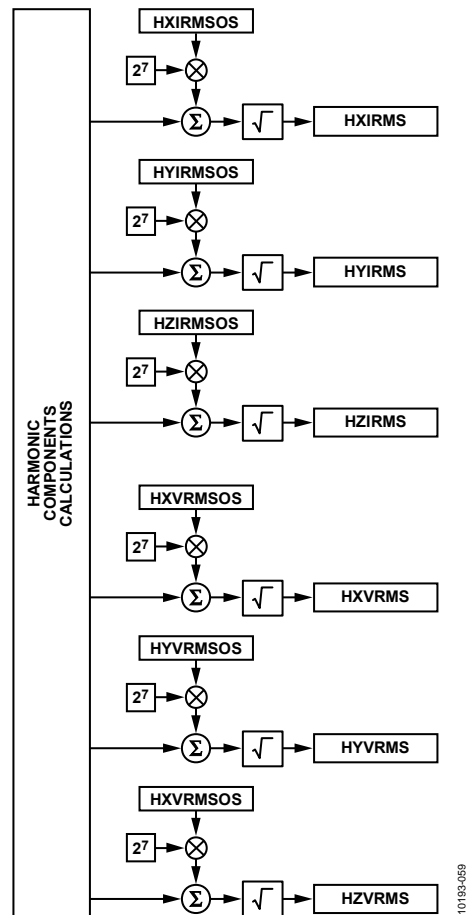 HARMONIC
COMPONENTS
CALCULATIONS
HXIRMSOS
2⁷
Σ
√
HXIRMS
HYIRMSOS
2⁷
Σ
√
HYIRMS
HZIRMSOS
2⁷
Σ
√
HZIRMS
HXVRMSOS
2⁷
Σ
√
HXVRMS
HYVRMSOS
2⁷
Σ
√
HYVRMS
HXVRMSOS
2⁷
Σ
√
HZVRMS
10193-059